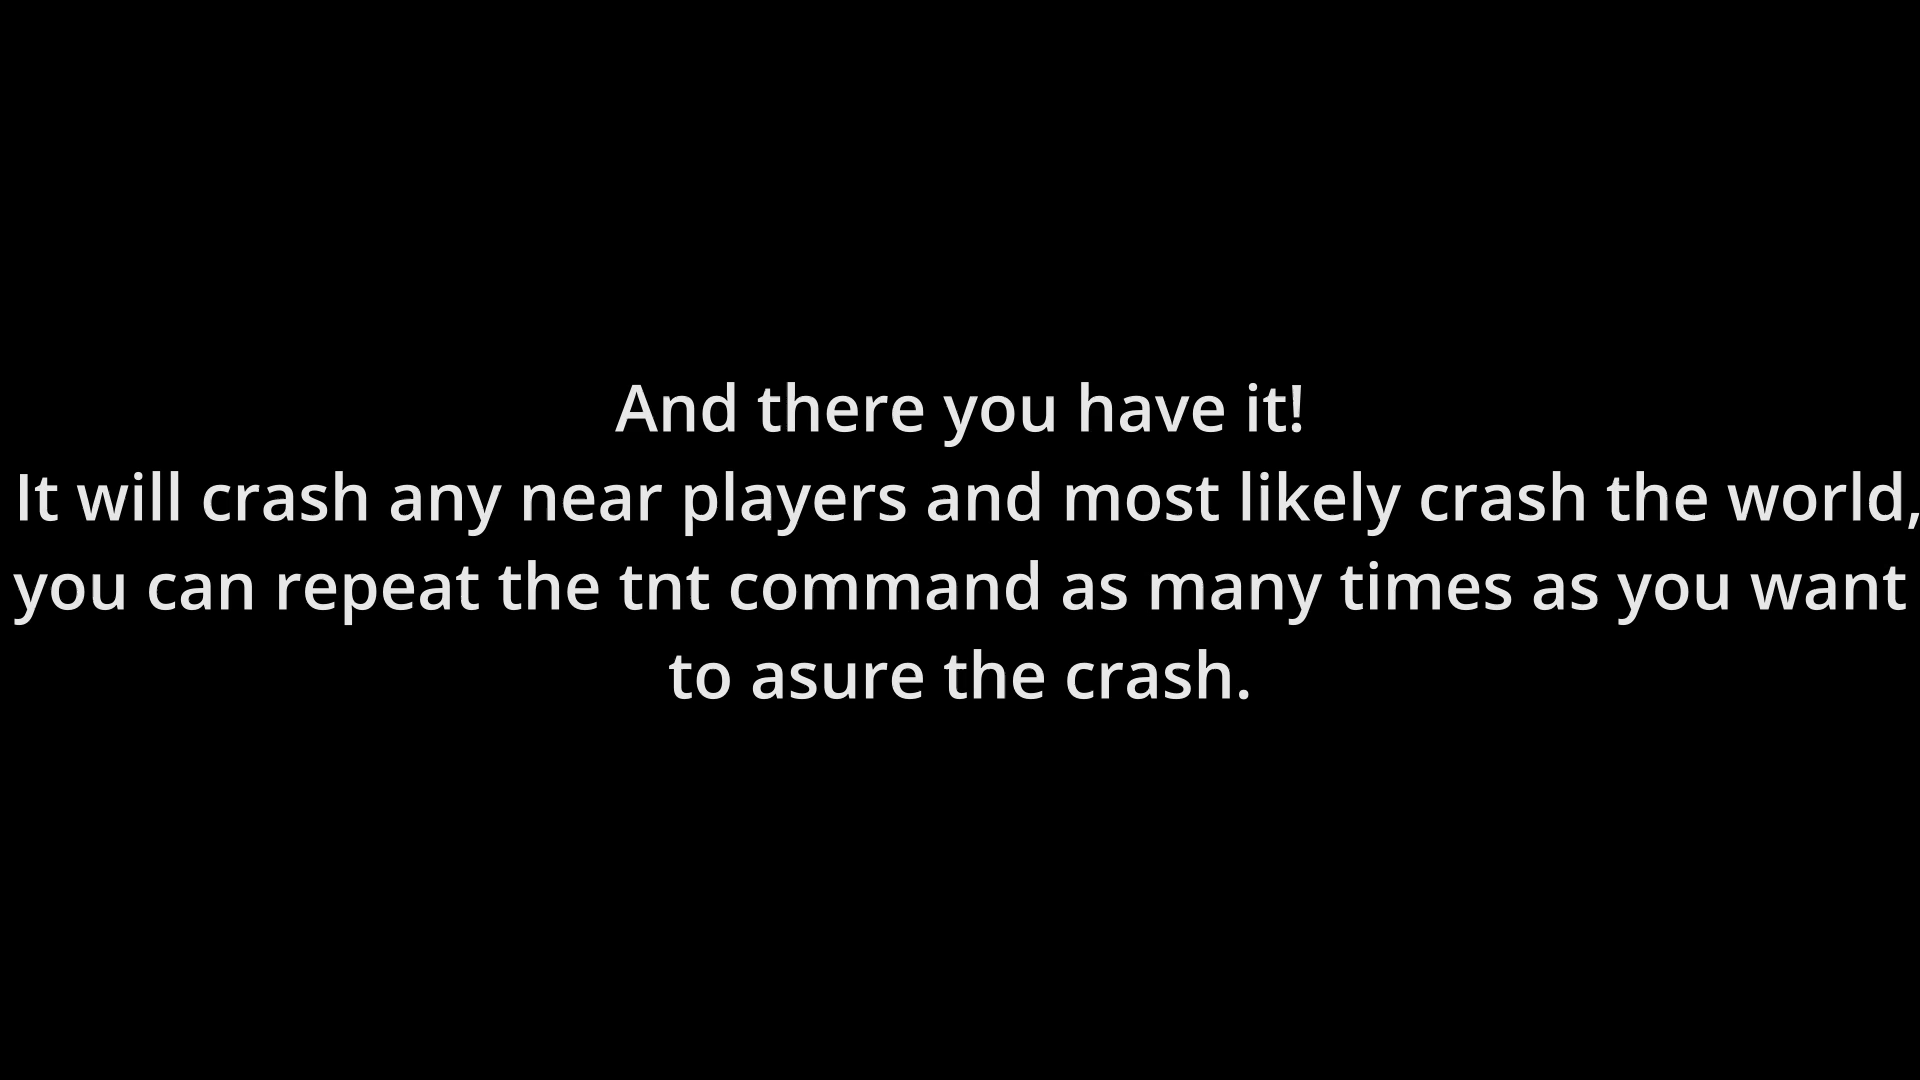 And there you have it!
It will crash any near players and most likely crash the world,
you can repeat the tnt command as many times as you want
to asure the crash.